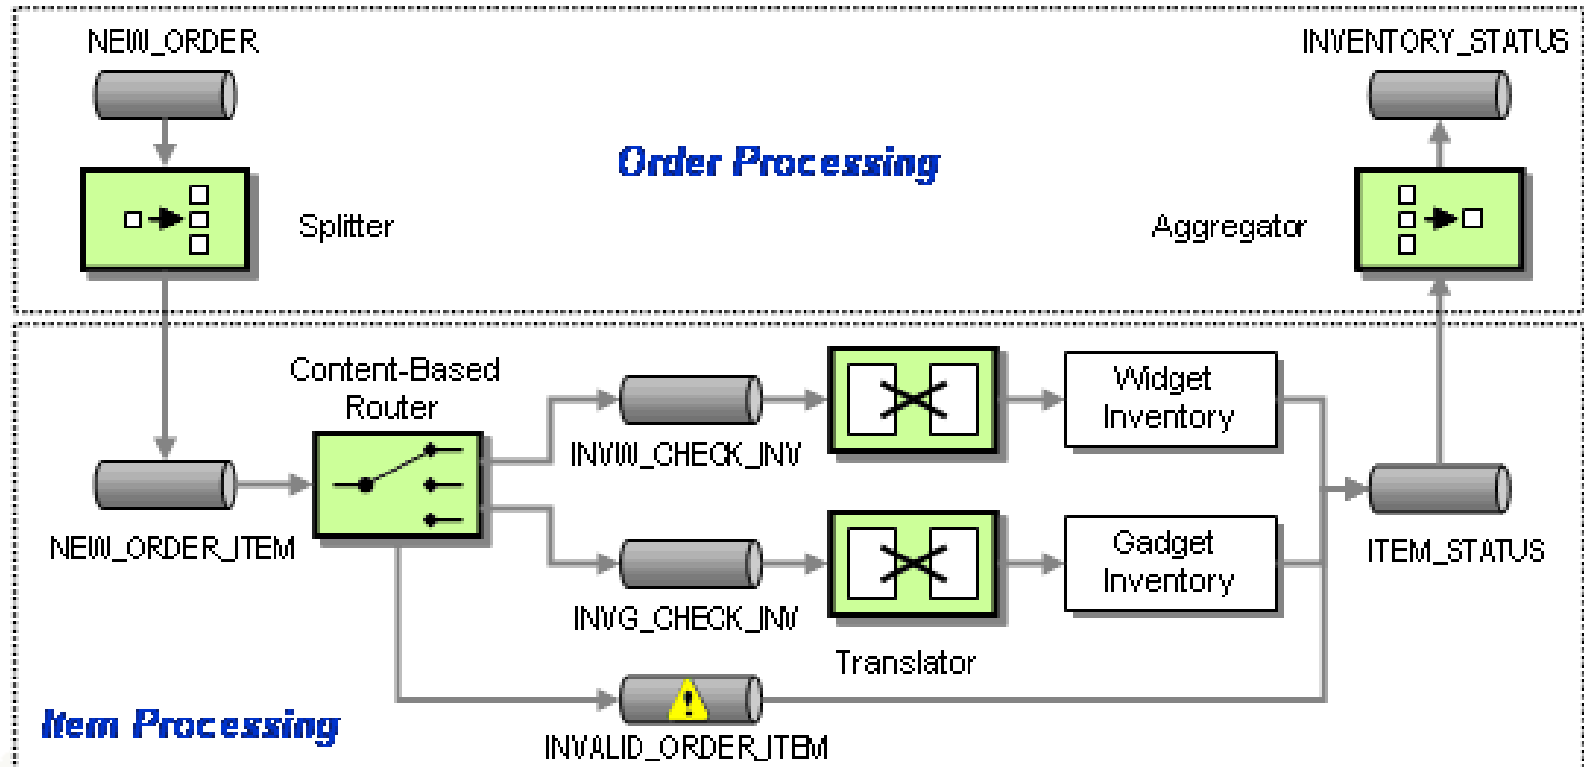 NEW_ORDER
INVENTORY_STATUS
Order Processing
Splitter
Aggregator
Content-Based
Router
Widget
Inventory
INVW_CHECK_INV
NEW_ORDER_ITEM
Gadget
Inventory
ITEM_STATUS
INVG_CHECK_INV
Translator
!
Item Processing
INVALID_ORDER_ITEM